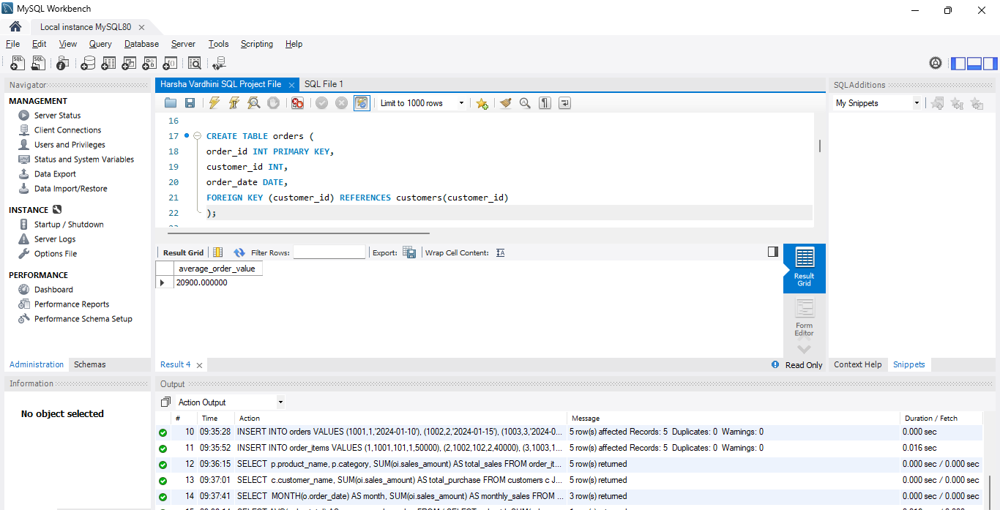 MySQL Workbench
Local instance MySQL80
File Edit View Query Database Server Tools Scripting Help
Navigator
MANAGEMENT
Server Status
Client Connections
Users and Privileges
Status and System Variables
Data Export
Data Import/Restore
INSTANCE
Startup / Shutdown
Server Logs
Options File
PERFORMANCE
Dashboard
Performance Reports
Performance Schema Setup
Administration Schemas
Information
No object selected
Harsha Vardhini SQL Project File SQL File 1
Limit to 1000 rows
16
17 CREATE TABLE orders (
18 order_id INT PRIMARY KEY,
19 customer_id INT,
20 order_date DATE,
21 FOREIGN KEY (customer_id) REFERENCES customers(customer_id)
22 );
Result Grid Filter Rows: Export: Wrap Cell Content:
average_order_value
20900.000000
Result Grid
Form Editor
Result 4 Read Only
SQLAdditions
My Snippets
Context Help Snippets
Output
Action Output
# Time Action Message Duration / Fetch
10 09:35:28 INSERT INTO orders VALUES (1001,1,'2024-01-10'), (1002,2,'2024-01-15'), (1003,3,'2024-0... 5 row(s) affected Records: 5 Duplicates: 0 Warnings: 0 0.000 sec
11 09:35:52 INSERT INTO order_items VALUES (1,1001,101,1,50000), (2,1002,102,2,40000), (3,1003,1... 5 row(s) affected Records: 5 Duplicates: 0 Warnings: 0 0.016 sec
12 09:36:15 SELECT p.product_name, p.category, SUM(oi.sales_amount) AS total_sales FROM order_it... 5 row(s) returned 0.000 sec / 0.000 sec
13 09:37:01 SELECT c.customer_name, SUM(oi.sales_amount) AS total_purchase FROM customers c J... 5 row(s) returned 0.000 sec / 0.000 sec
14 09:37:41 SELECT MONTH(o.order_date) AS month, SUM(oi.sales_amount) AS monthly_sales FROM ... 3 row(s) returned 0.000 sec / 0.000 sec